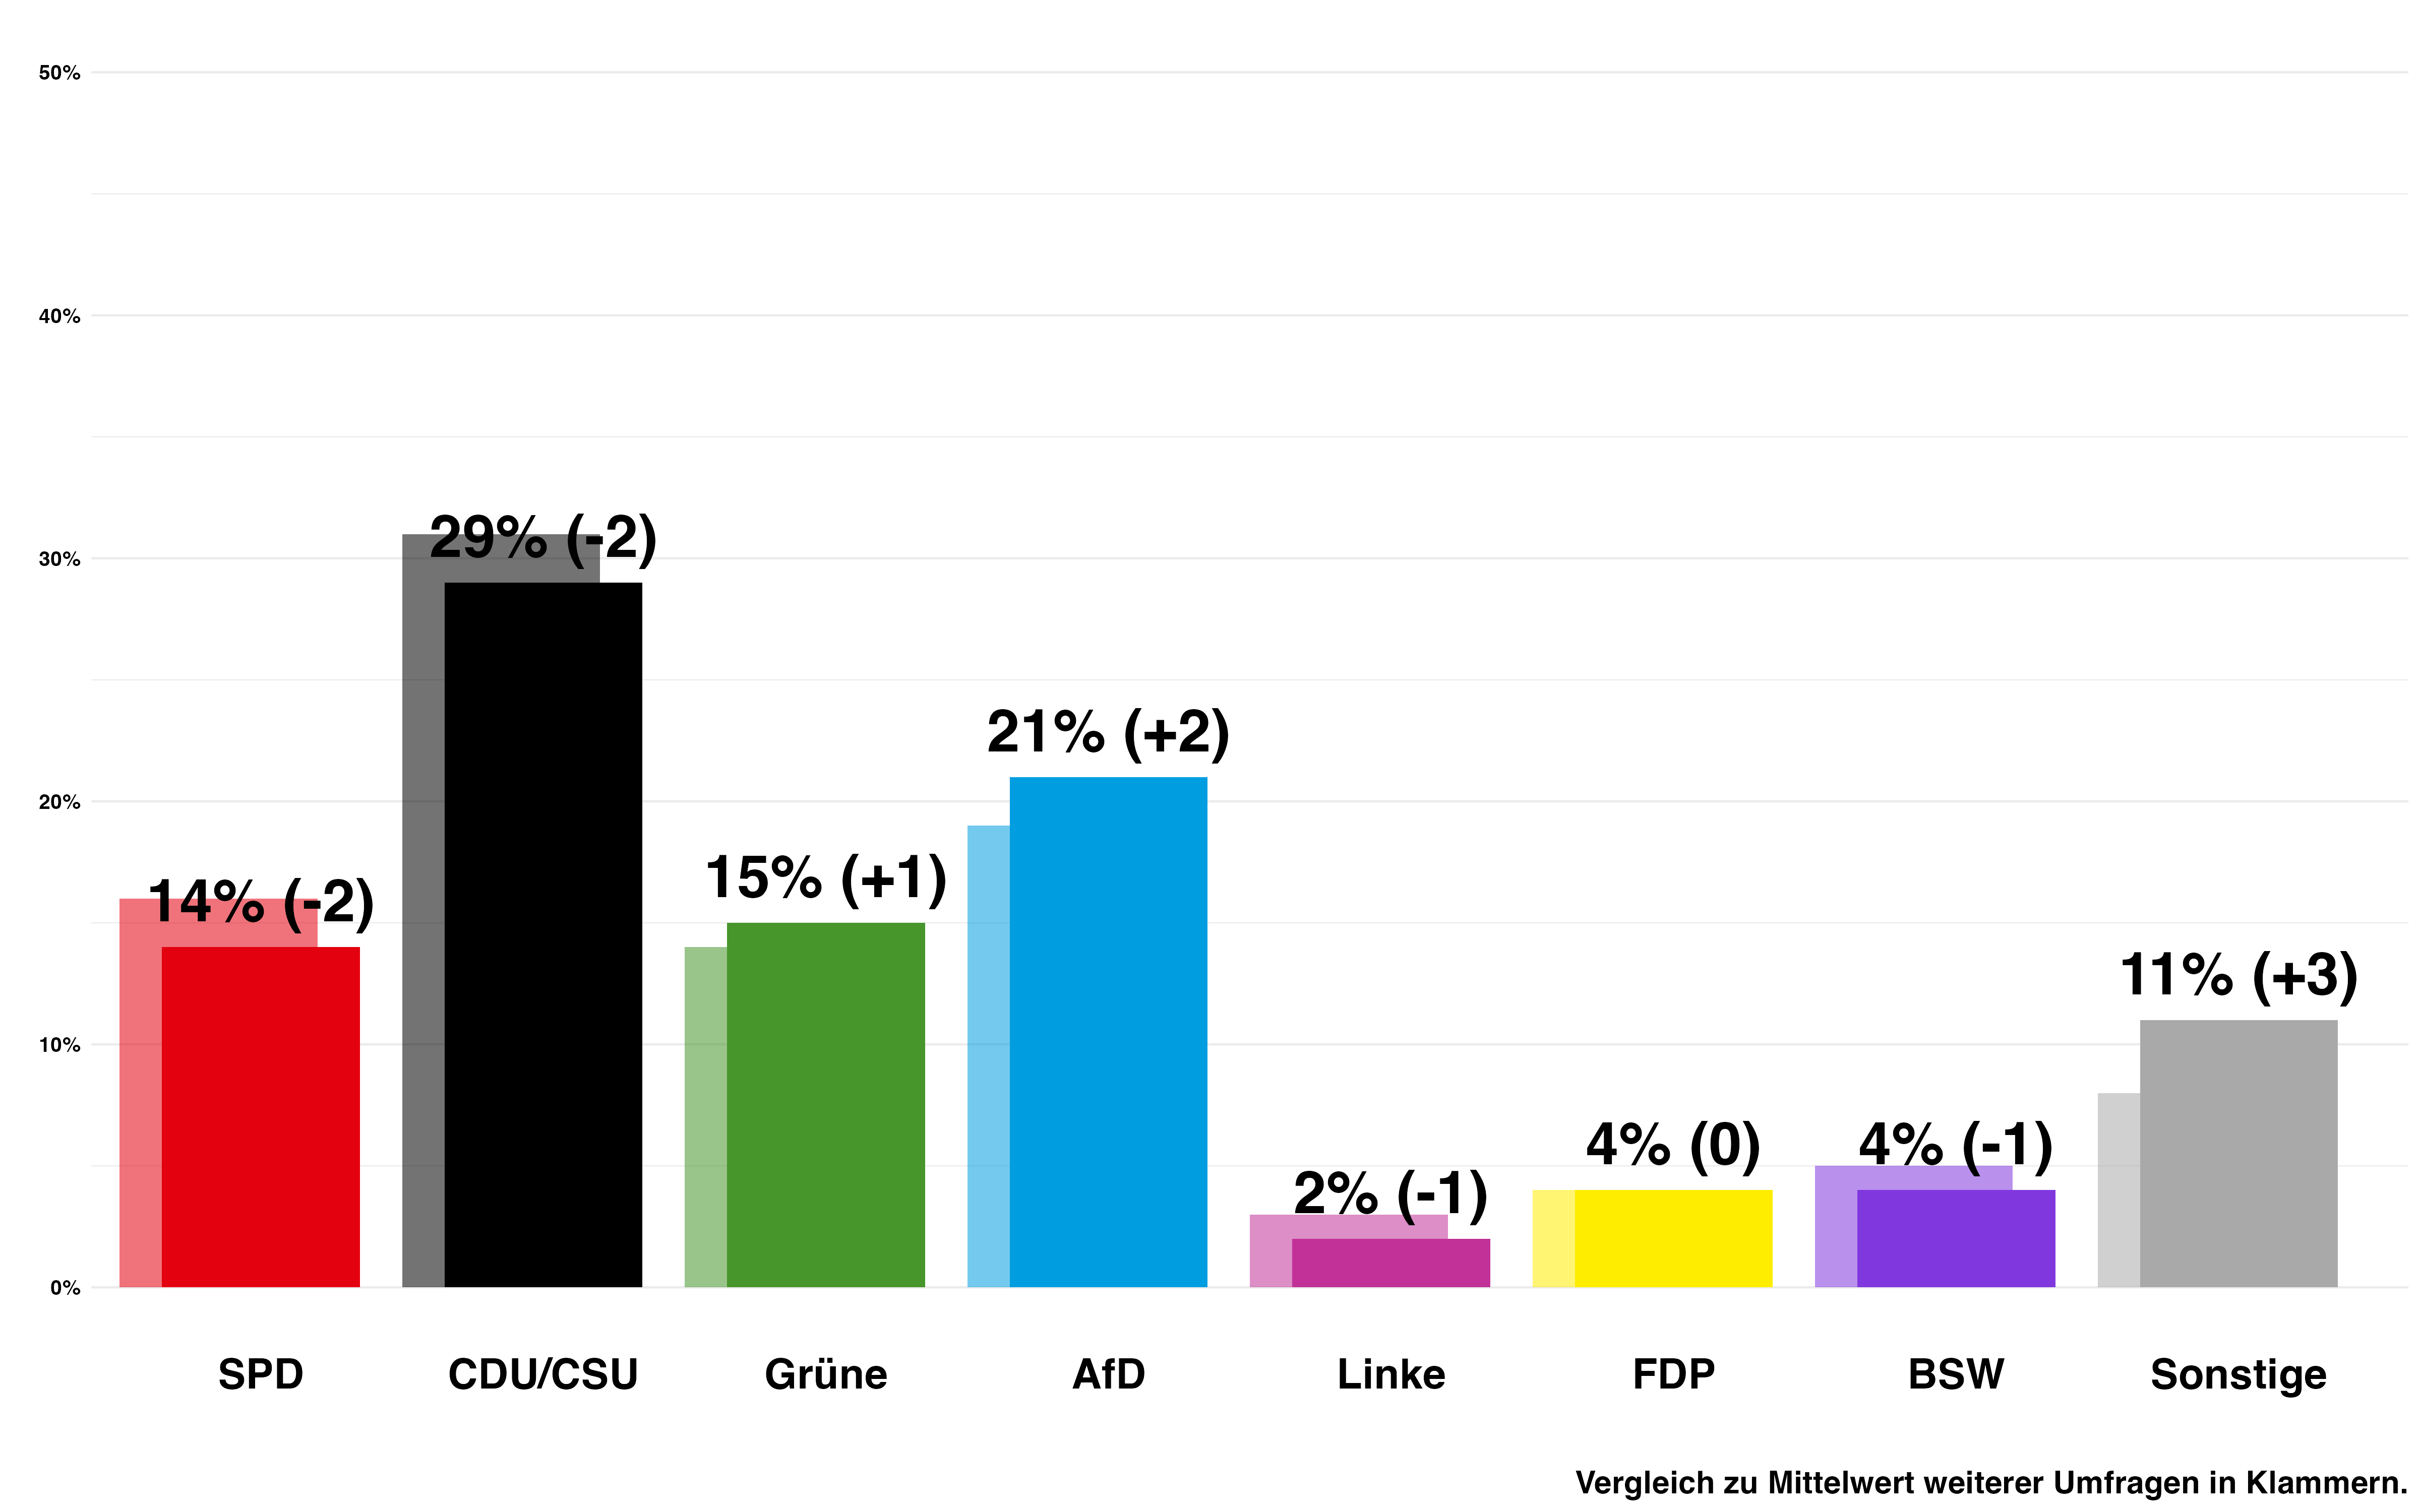 50%
40%
30%
20%
10%
0%
14% (-2)
29% (-2)
15% (+1)
21% (+2)
2% (-1)
4% (0)
4% (-1)
11% (+3)
SPD
CDU/CSU
Grüne
AfD
Linke
FDP
BSW
Sonstige
Vergleich zu Mittelwert weiterer Umfragen in Klammern.